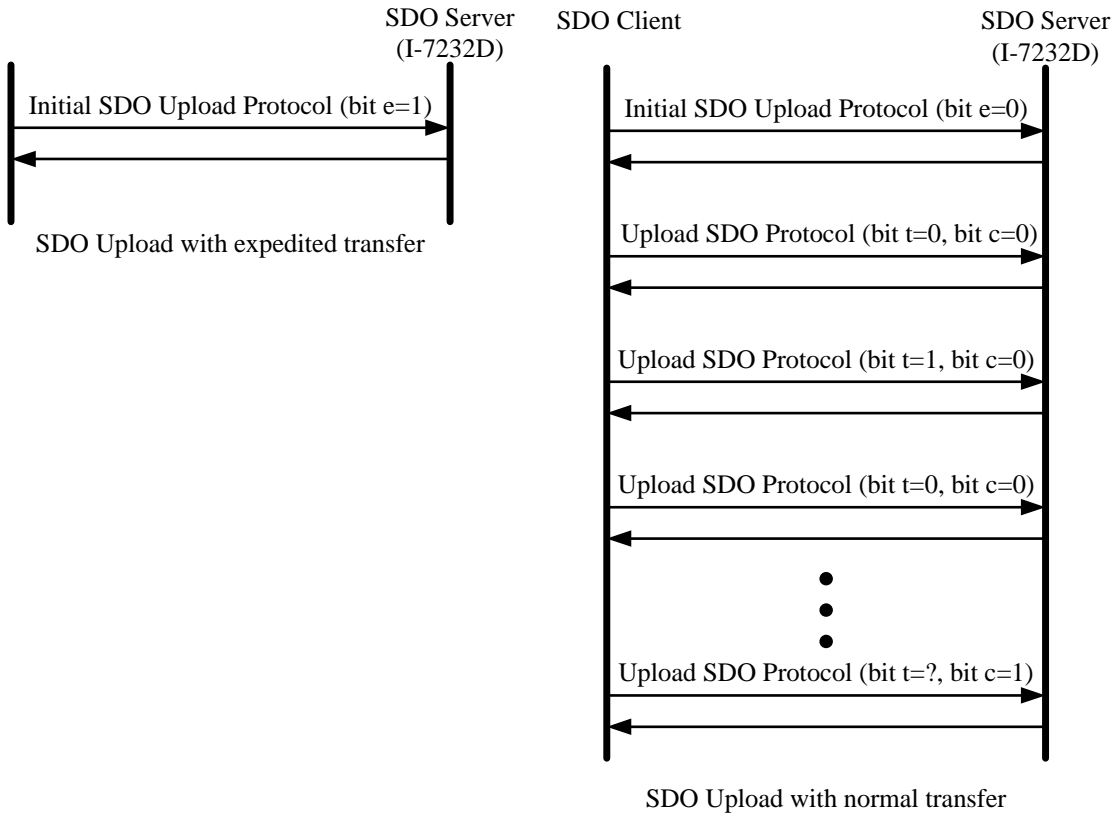 SDO Server
(I-7232D)
Initial SDO Upload Protocol (bit e=1)
SDO Upload with expedited transfer
SDO Client
SDO Server
(I-7232D)
Initial SDO Upload Protocol (bit e=0)
Upload SDO Protocol (bit t=0, bit c=0)
Upload SDO Protocol (bit t=1, bit c=0)
Upload SDO Protocol (bit t=0, bit c=0)
Upload SDO Protocol (bit t=?, bit c=1)
SDO Upload with normal transfer